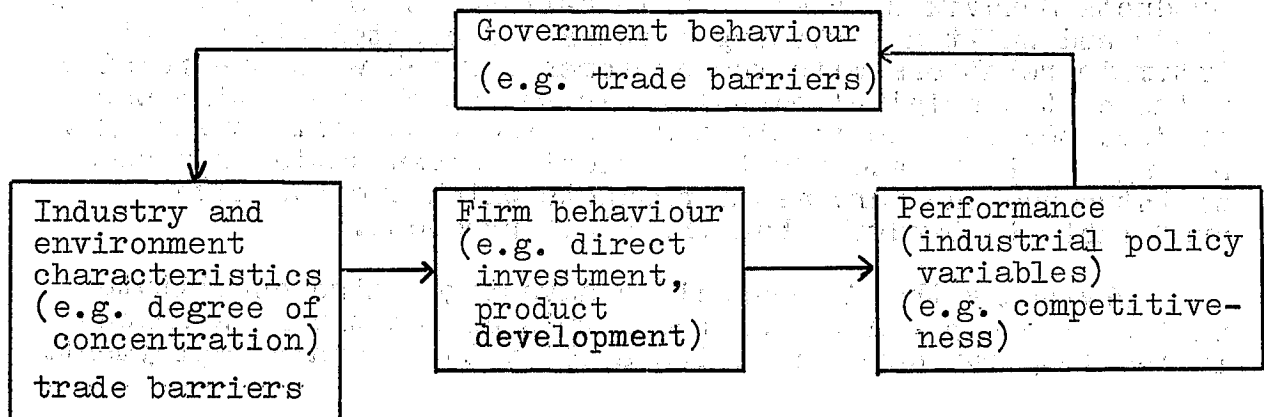 Government behaviour
(e.g. trade barriers)
Industry and
environment
characteristics
(e.g. degree of
concentration)
trade barriers
Firm behaviour
(e.g. direct
investment,
product
development)
Performance
(industrial policy
variables)
(e.g. competitive-
ness)